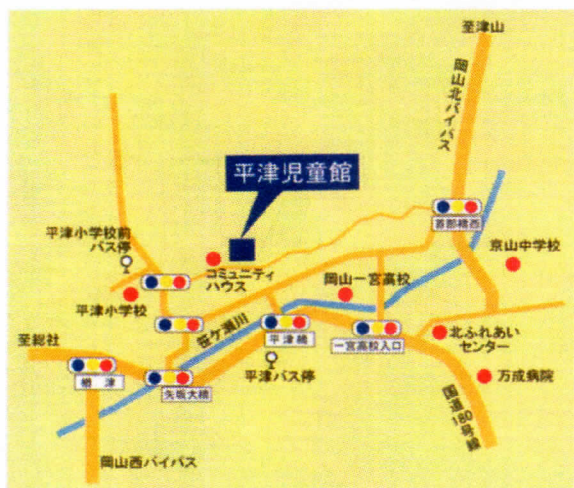 至津山
岡山北バイパス
平津児童館
首部橋西
平津小学校前
バス停
京山中学校
コミュニティ
ハウス
岡山一宮高校
平津小学校
笹ヶ瀬川
平津橋
一宮高校入口
北ふれあい
センター
至総社
平津バス停
楢津
矢坂大橋
万成病院
国道180号線
岡山西バイパス